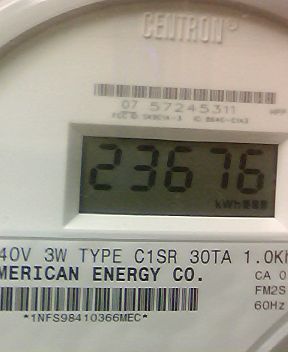 CENTRON®
07 57245311
23676
kWh
40V 3W TYPE C1SR 30TA 1.0Kh
MERICAN ENERGY CO.
CA 0
FM2S
60Hz
*1NFS98410366MEC*